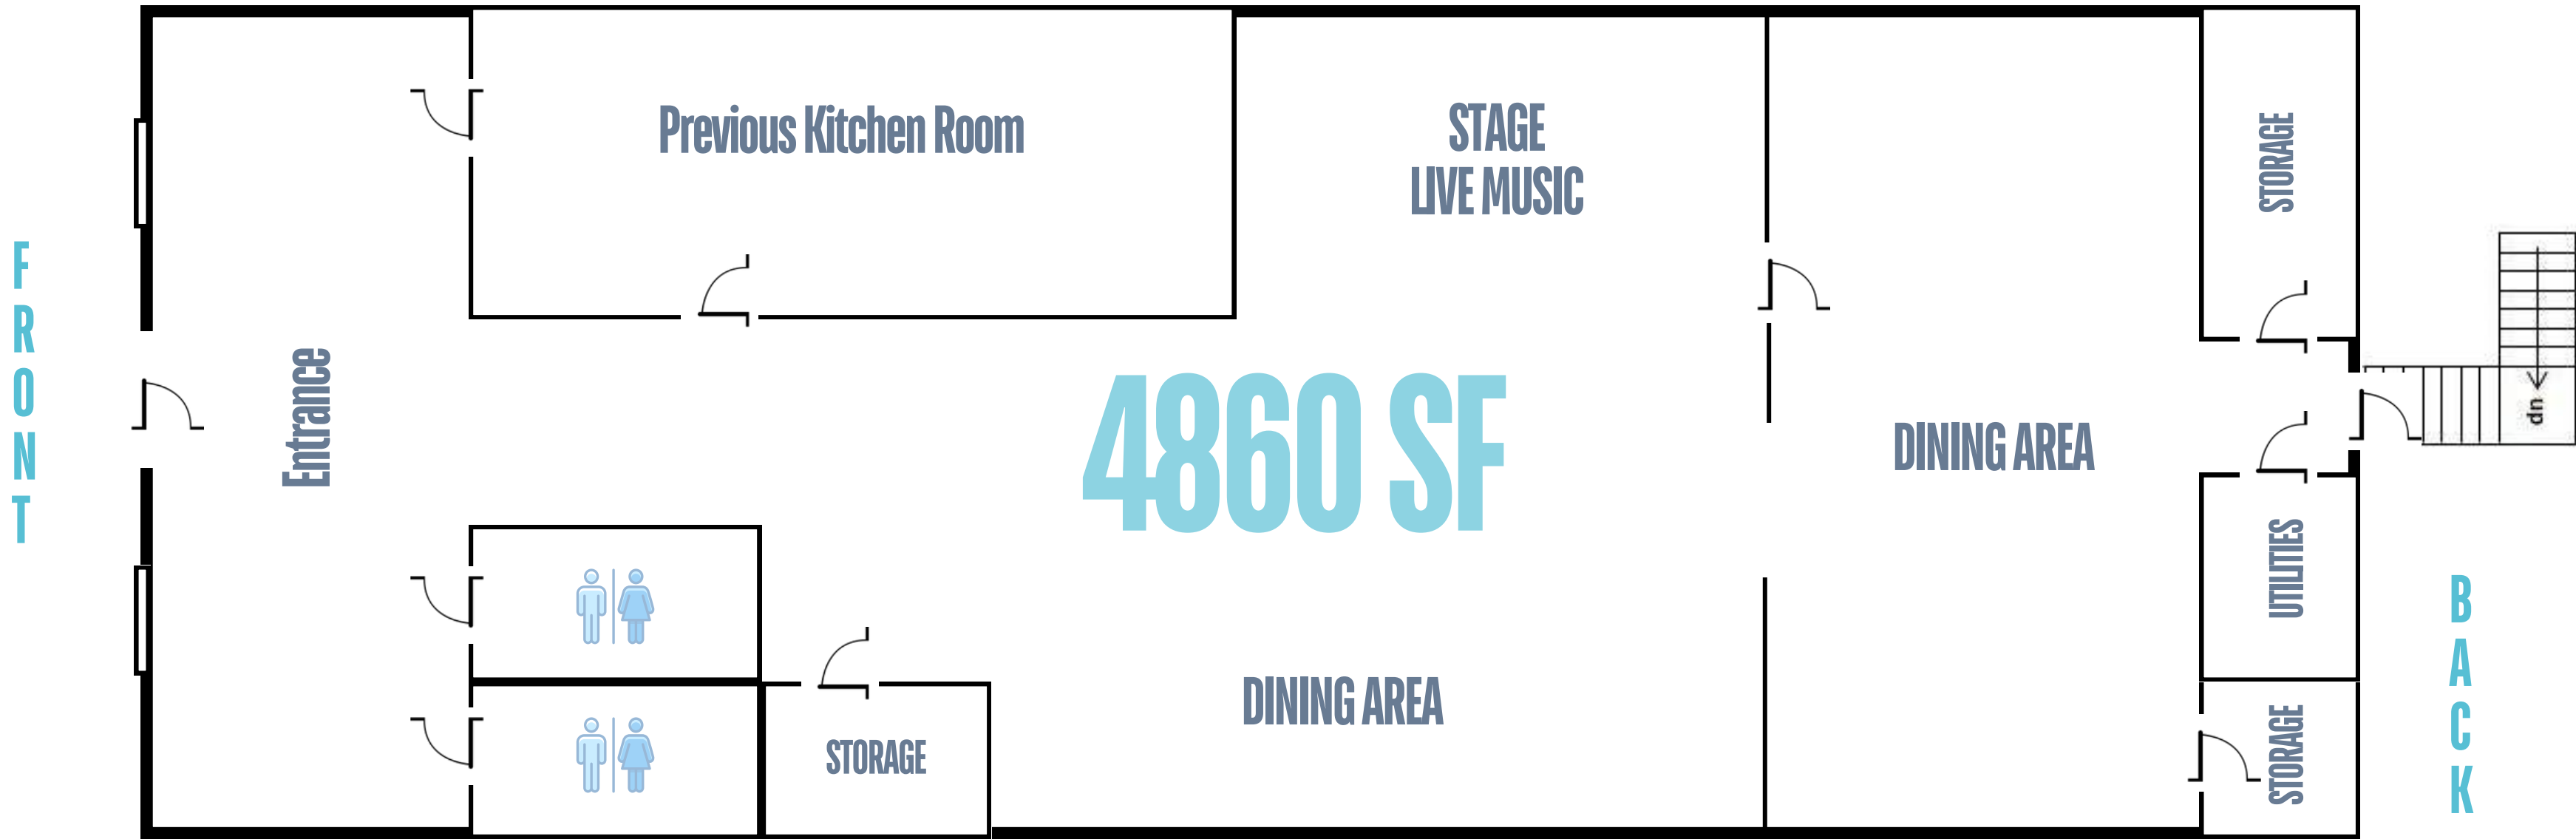 FRONT
Entrance
Previous Kitchen Room
STAGE
LIVE MUSIC
4860 SF
DINING AREA
STORAGE
DINING AREA
STORAGE
UTILITIES
STORAGE
dn
BACK